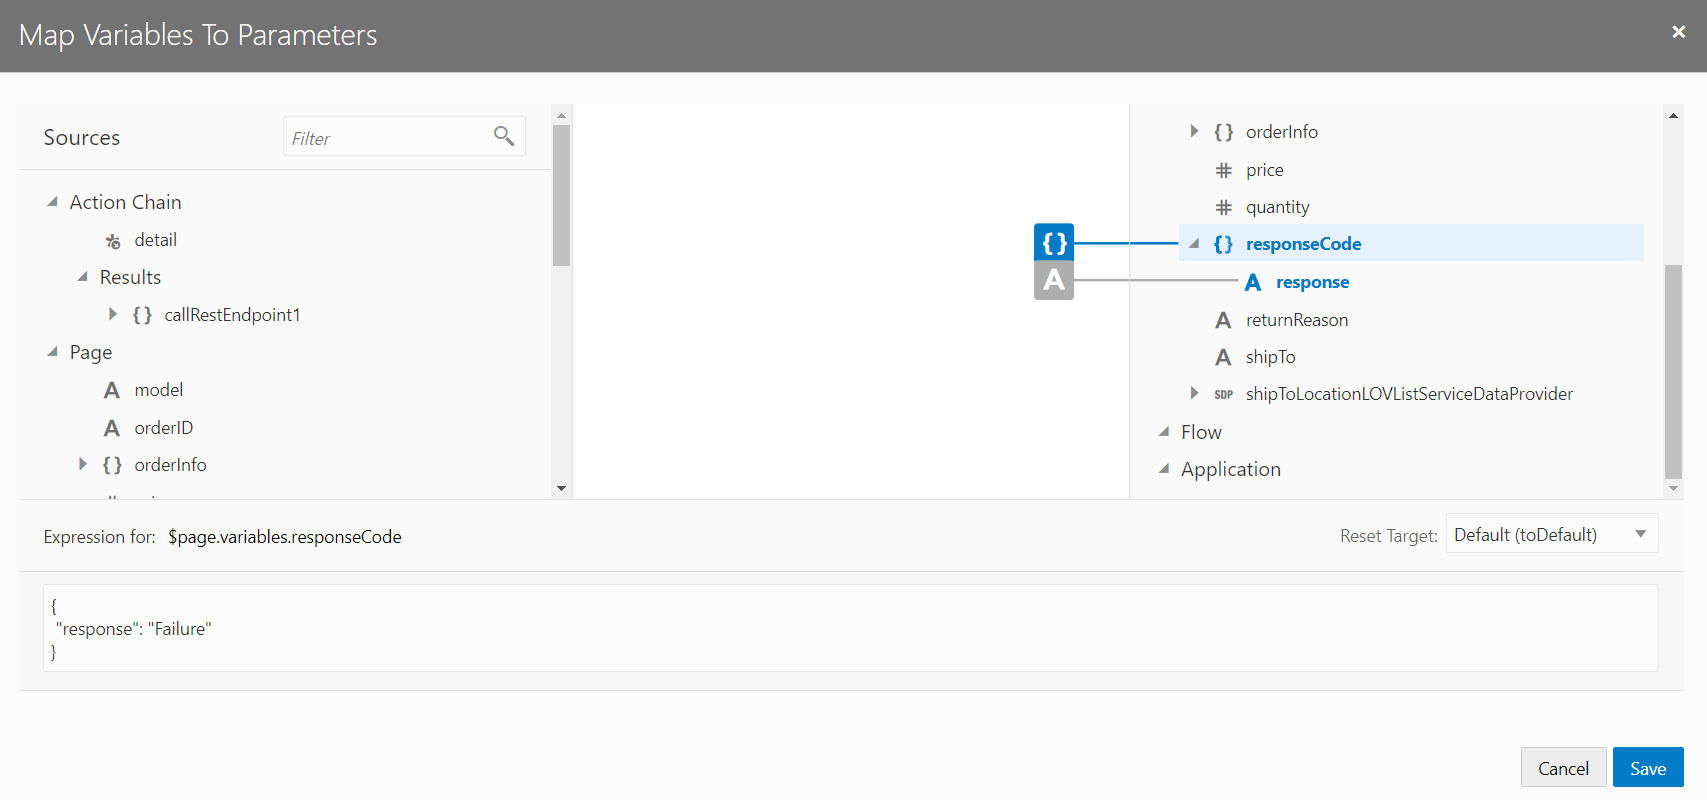 Map Variables To Parameters
Sources
Filter
Action Chain
detail
Results
{ } callRestEndpoint1
Page
A model
A orderID
{ } orderInfo
{ }
A
{ } orderInfo
# price
# quantity
{ } responseCode
A response
A returnReason
A shipTo
SDP shipToLocationLOVListServiceDataProvider
Flow
Application
Expression for: $page.variables.responseCode
Reset Target: Default (toDefault)
{
"response": "Failure"
}
Cancel Save